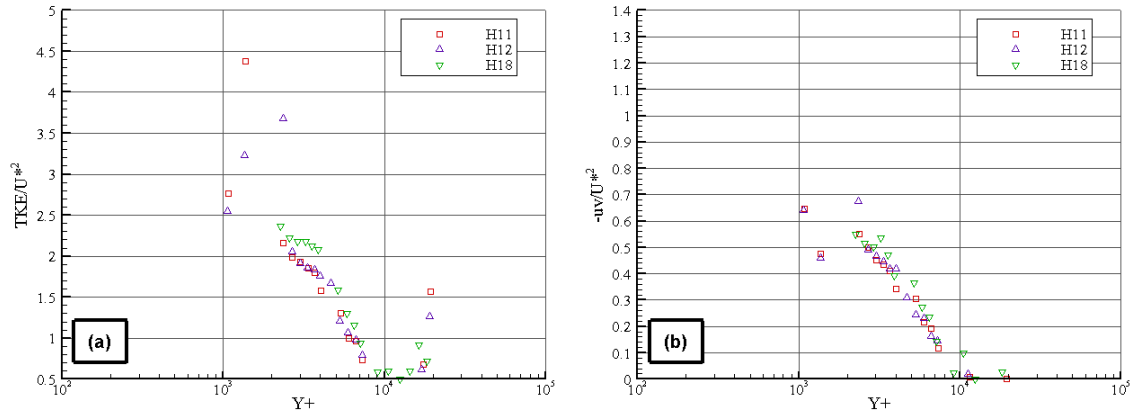 5
4.5
4
3.5
3
2.5
2
1.5
1
0.5
TKE/U*²
10² 10³ 10⁴ 10⁵
Y+
H11
H12
H18
(a)
1.4
1.3
1.2
1.1
1
0.9
0.8
0.7
0.6
0.5
0.4
0.3
0.2
0.1
0
-uv/U*²
10² 10³ 10⁴ 10⁵
Y+
H11
H12
H18
(b)